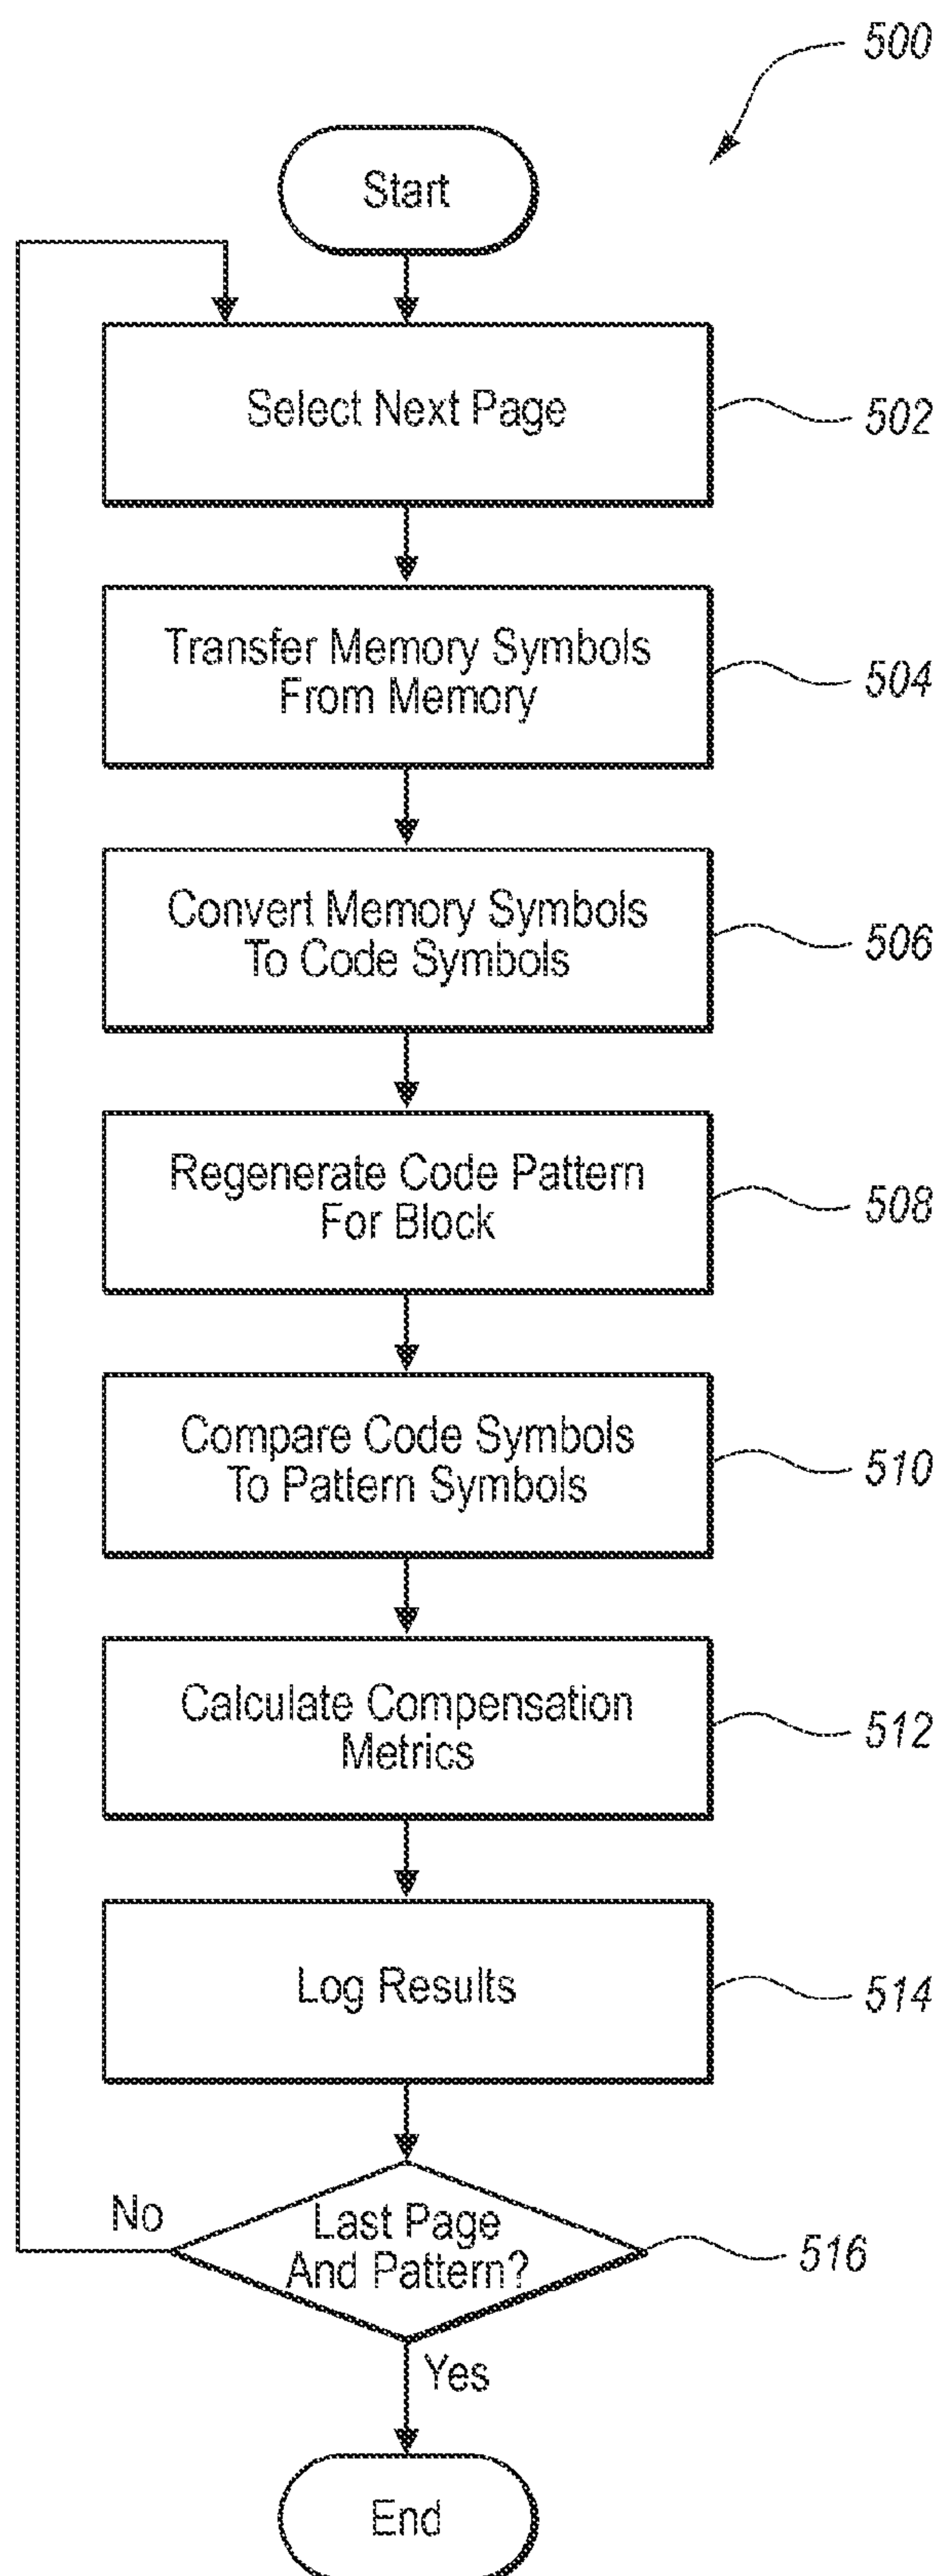 500
Start
Select Next Page
502
Transfer Memory Symbols
From Memory
504
Convert Memory Symbols
To Code Symbols
506
Regenerate Code Pattern
For Block
508
Compare Code Symbols
To Pattern Symbols
510
Calculate Compensation
Metrics
512
Log Results
514
No
Last Page
And Pattern?
516
Yes
End